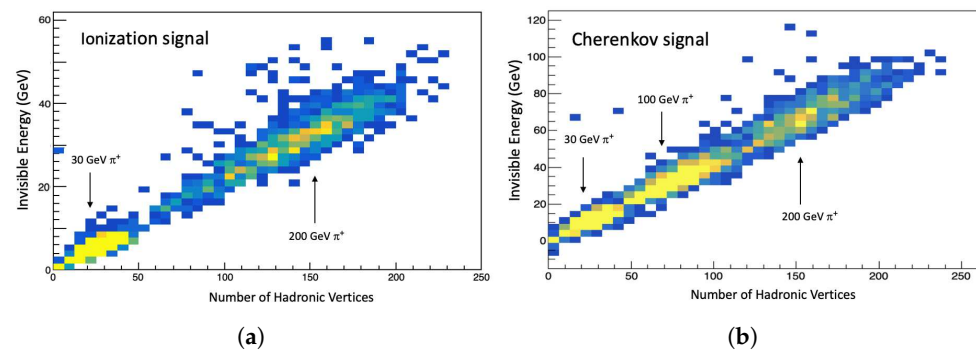 Ionization signal
Invisible Energy (GeV)
60
40
20
0
30 GeV π⁺
200 GeV π⁺
0 50 100 150 200 250
Number of Hadronic Vertices
(a)
Cherenkov signal
Invisible Energy (GeV)
120
100
80
60
40
20
0
30 GeV π⁺
100 GeV π⁺
200 GeV π⁺
0 50 100 150 200 250
Number of Hadronic Vertices
(b)